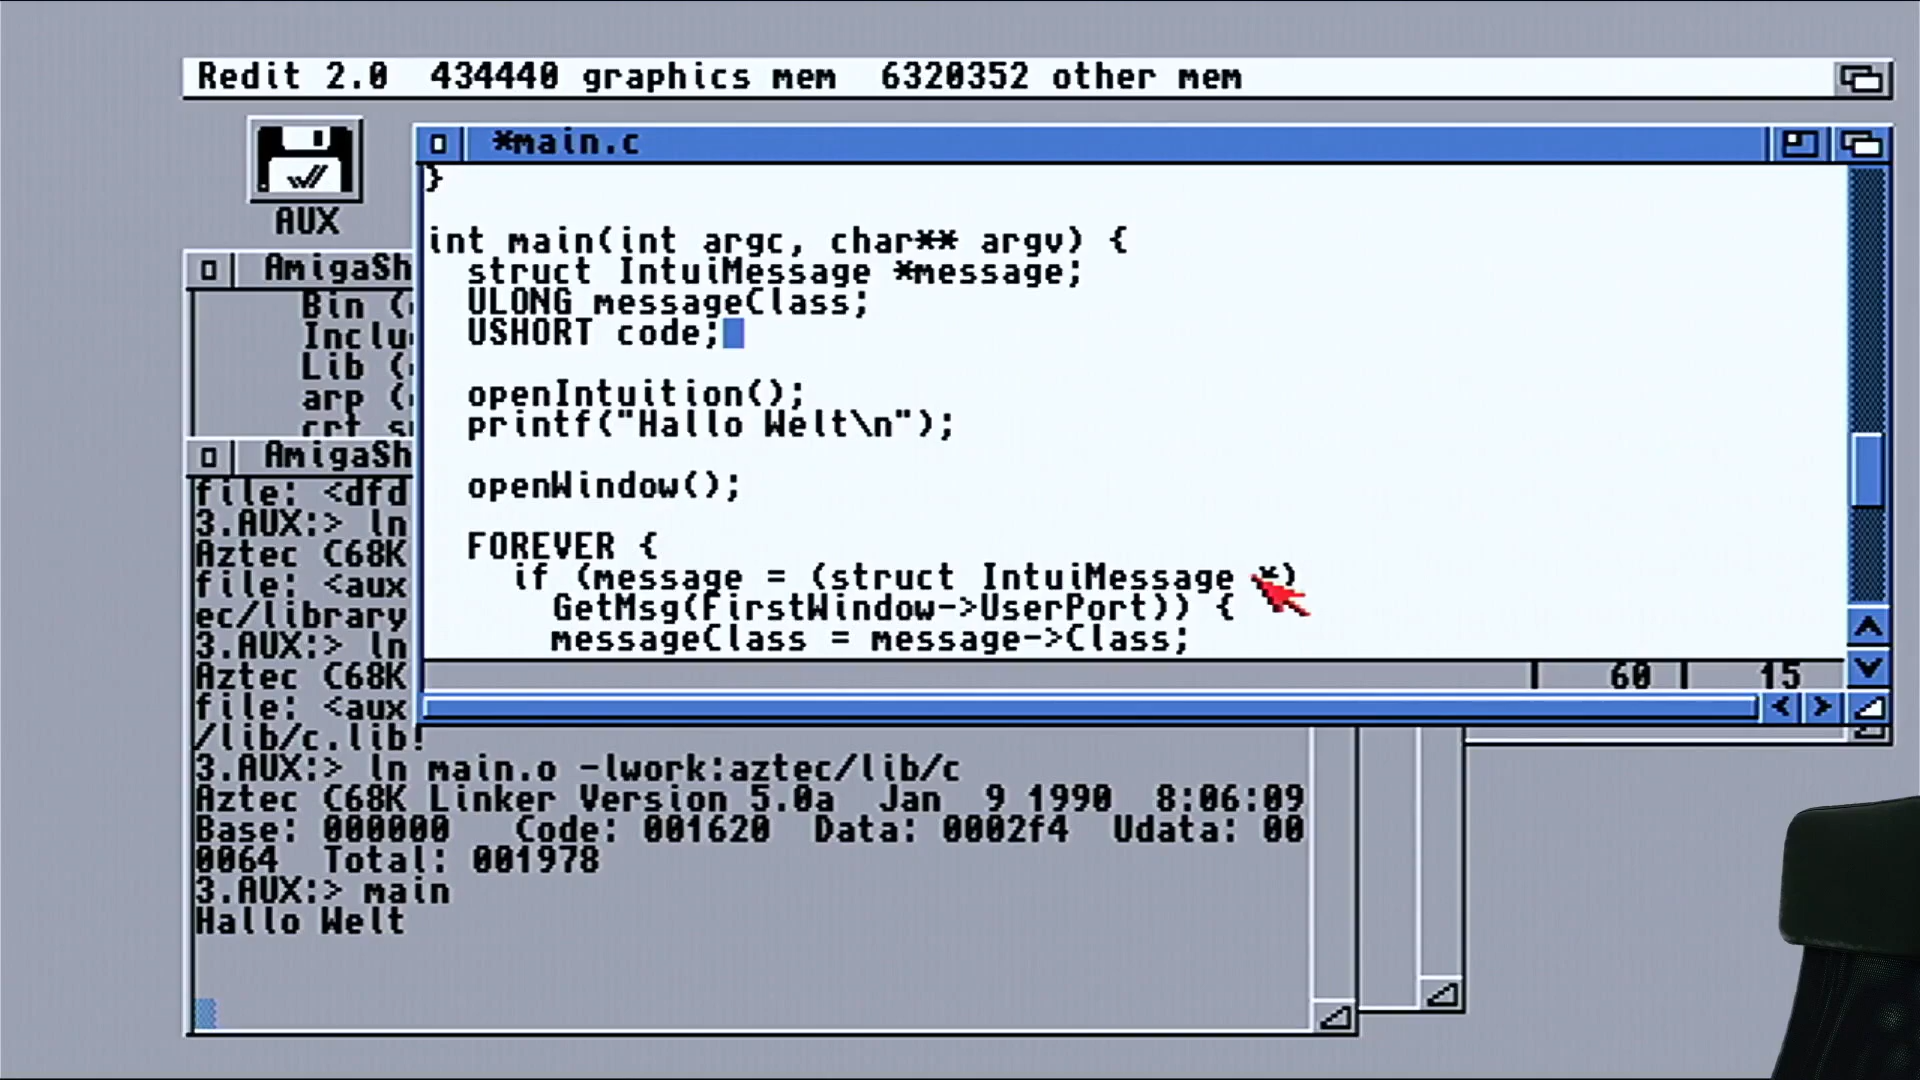 Redit 2.0 434440 graphics mem 6320352 other mem
AUX
*main.c
}
int main(int argc, char** argv) {
struct IntuiMessage *message;
ULONG messageClass;
USHORT code;
openIntuition();
printf("Hallo Welt\n");
openWindow();
FOREVER {
if (message = (struct IntuiMessage *)
GetMsg(FirstWindow->UserPort)) {
messageClass = message->Class;
60 15
AmigaSh
Bin (
Inclu
Lib (
arp (
crt s
AmigaSh
file: <dfd
3.AUX:> ln
Aztec C68K
file: <aux
ec/library
3.AUX:> ln
Aztec C68K
file: <aux
/lib/c.lib!
3.AUX:> ln main.o -lwork:aztec/lib/c
Aztec C68K Linker Version 5.0a Jan 9 1990 8:06:09
Base: 000000 Code: 001620 Data: 0002f4 Udata: 00
0064 Total: 001978
3.AUX:> main
Hallo Welt